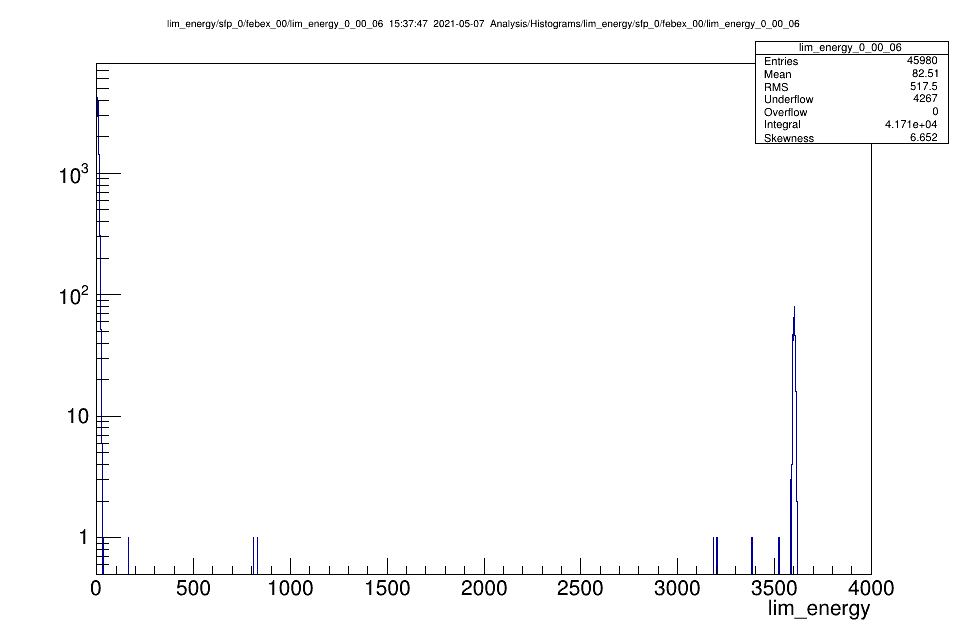 lim_energy/sfp_0/febex_00/lim_energy_0_00_06 15:37:47 2021-05-07 Analysis/Histograms/lim_energy/sfp_0/febex_00/lim_energy_0_00_06
lim_energy_0_00_06
Entries 45980
Mean 82.51
RMS 517.5
Underflow 4267
Overflow 0
Integral 4.171e+04
Skewness 6.652
10³
10²
10
1
0 500 1000 1500 2000 2500 3000 3500 4000
lim_energy